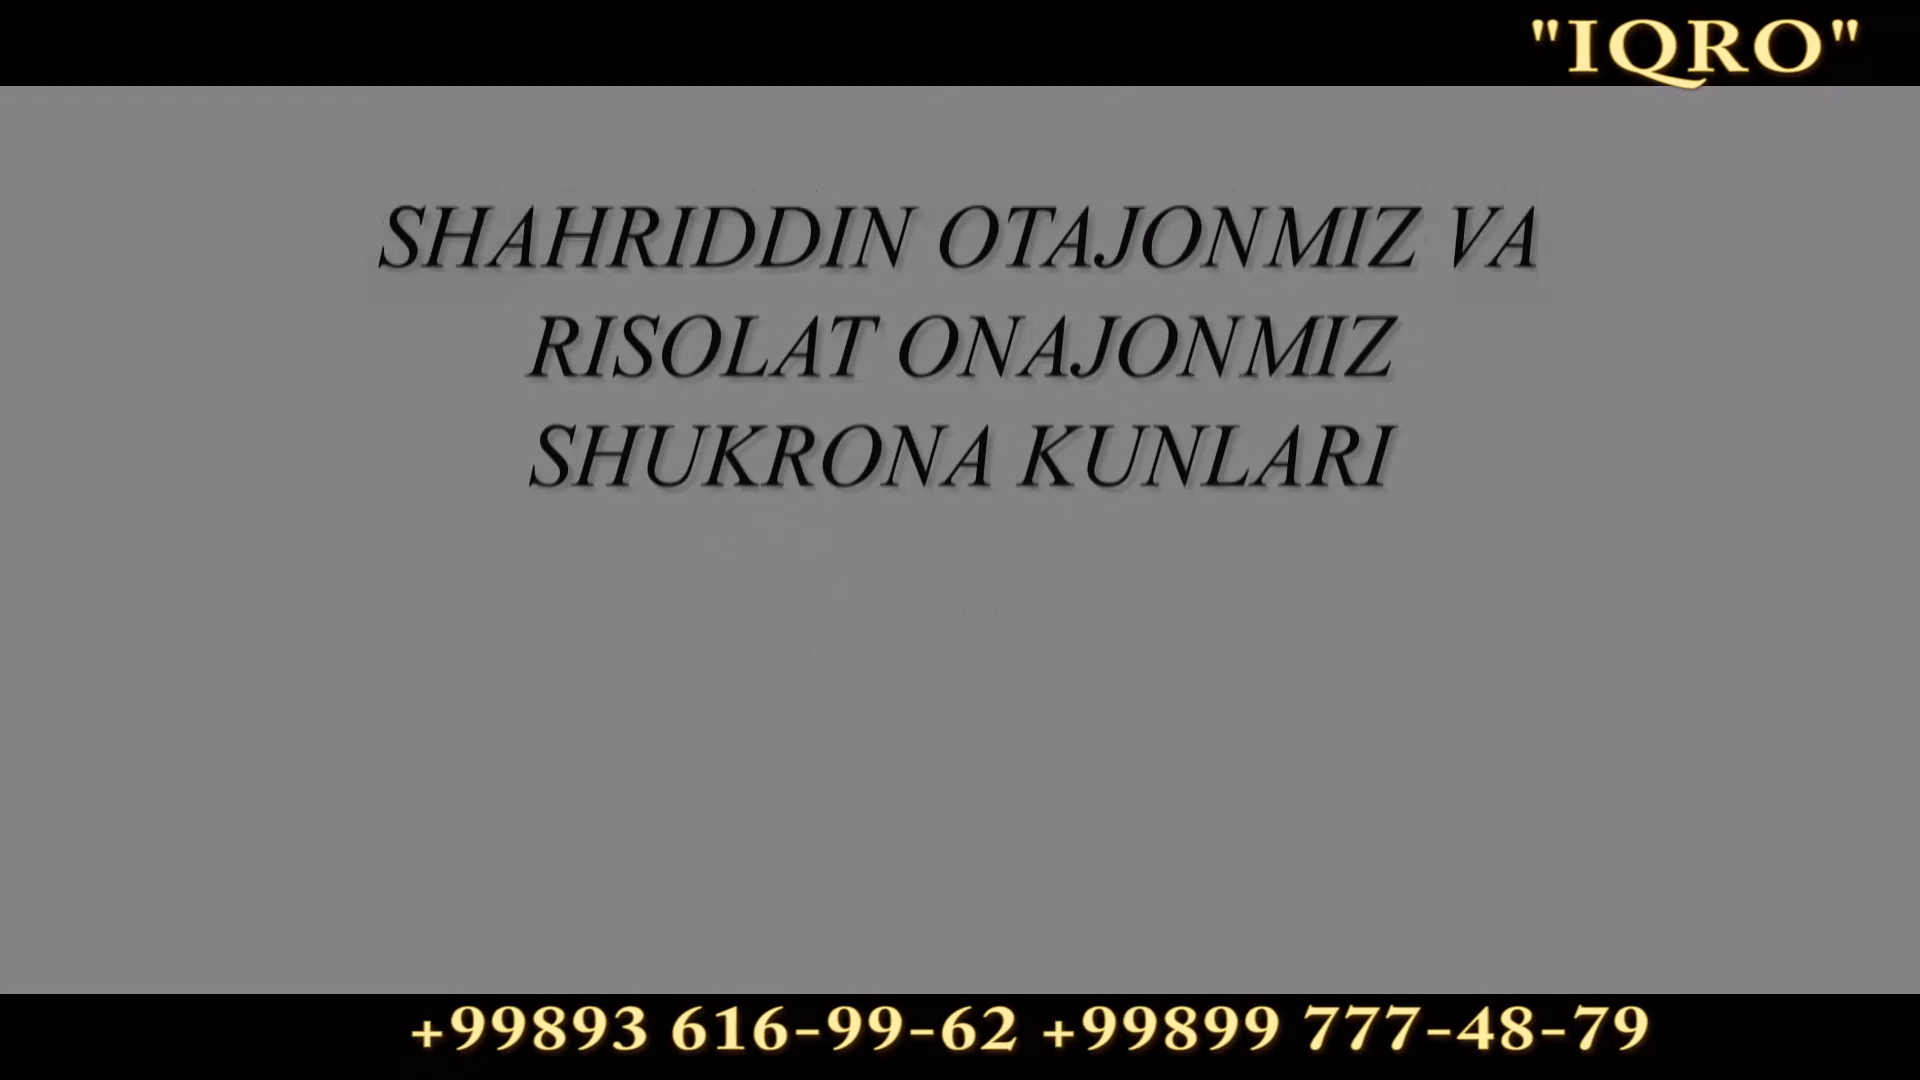 "IQRO"
SHAHRIDDIN OTAJONMIZ VA
RISOLAT ONAJONMIZ
SHUKRONA KUNLARI
+99893 616-99-62 +99899 777-48-79